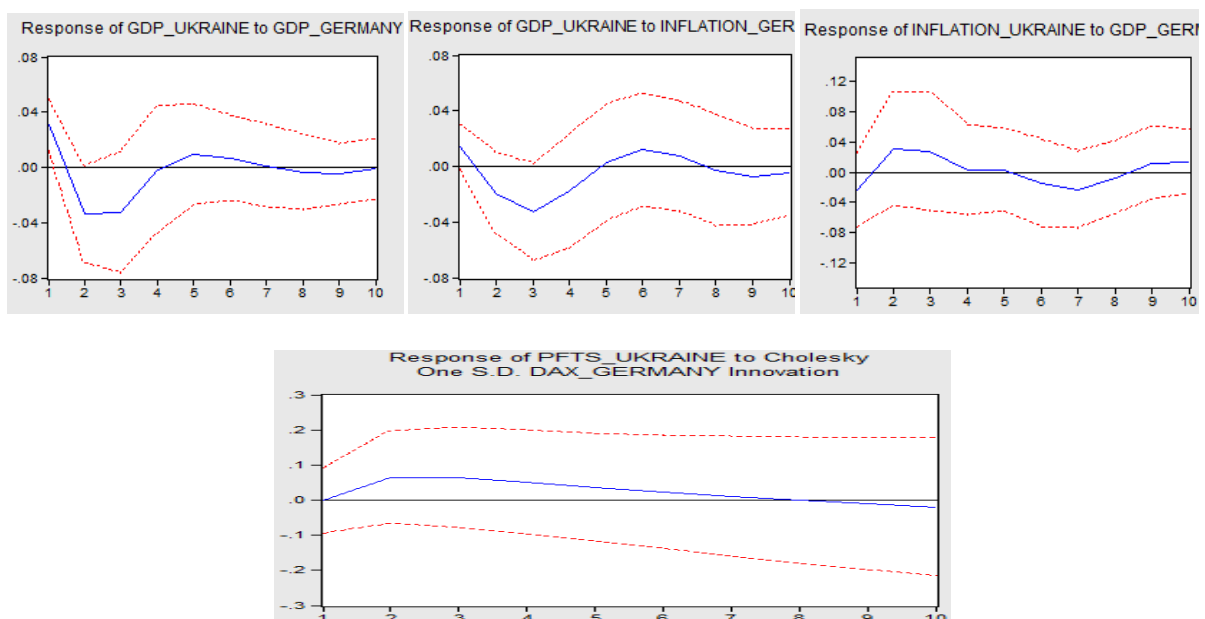 Response of GDP_UKRAINE to GDP_GERMANY
.08
.04
.00
-.04
-.08
1 2 3 4 5 6 7 8 9 10
Response of GDP_UKRAINE to INFLATION_GER
.08
.04
.00
-.04
-.08
1 2 3 4 5 6 7 8 9 10
Response of INFLATION_UKRAINE to GDP_GER
.12
.08
.04
.00
-.04
-.08
-.12
1 2 3 4 5 6 7 8 9 10
Response of PFTS_UKRAINE to Cholesky
One S.D. DAX_GERMANY Innovation
.3
.2
.1
.0
-.1
-.2
-.3
1 2 3 4 5 6 7 8 9 10